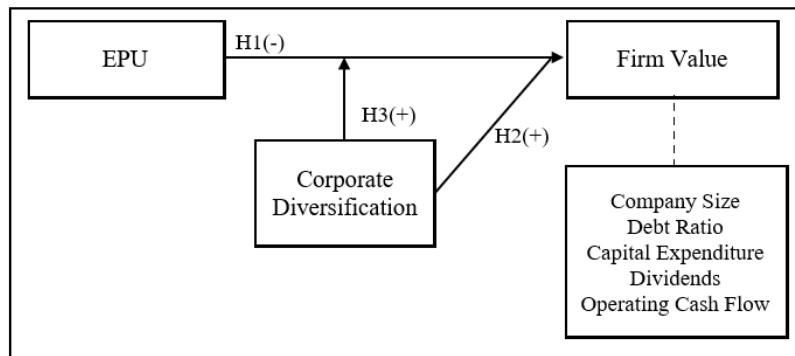 EPU
H1(-)
Firm Value
H3(+)
H2(+)
Corporate
Diversification
Company Size
Debt Ratio
Capital Expenditure
Dividends
Operating Cash Flow